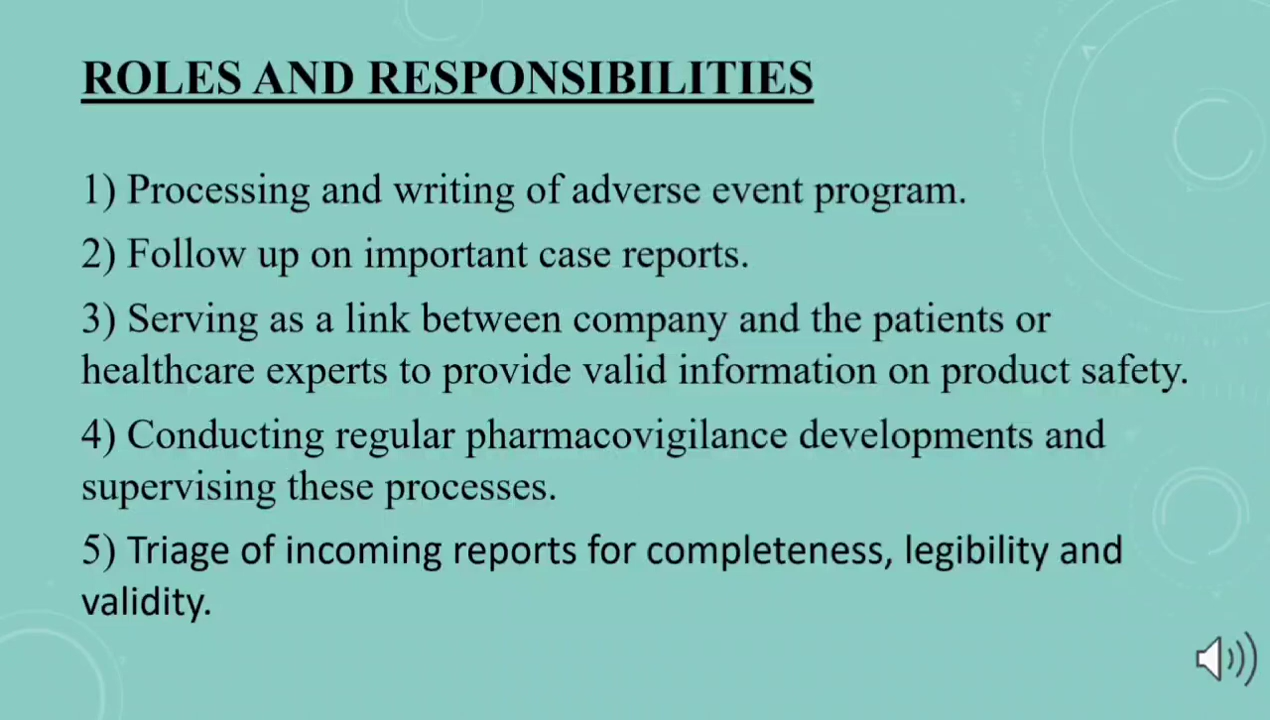 ROLES AND RESPONSIBILITIES
1) Processing and writing of adverse event program.
2) Follow up on important case reports.
3) Serving as a link between company and the patients or
healthcare experts to provide valid information on product safety.
4) Conducting regular pharmacovigilance developments and
supervising these processes.
5) Triage of incoming reports for completeness, legibility and
validity.